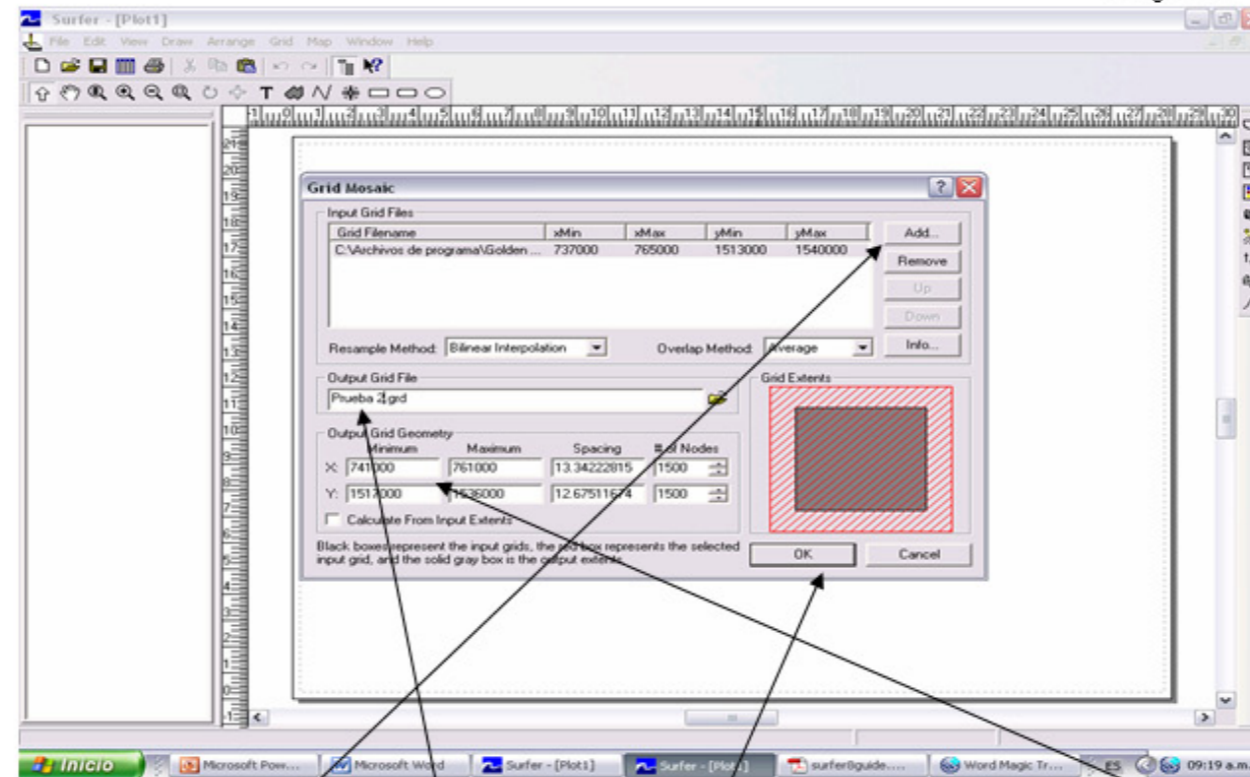 Surfer - [Plot1]
File Edit View Draw Arrange Grid Map Window Help
Grid Mosaic
Input Grid Files
Grid Filename xMin xMax yMin yMax
C:\Archivos de programa\Golden ... 737000 765000 1513000 1540000
Add...
Remove
Up
Down
Info...
Resample Method: Bilinear Interpolation Overlap Method: Average
Output Grid File
Prueba 2.grd
Grid Extents
Output Grid Geometry
Minimum Maximum Spacing # of Nodes
X: 741000 761000 13.34222815 1500
Y: 1517000 1536000 12.67511674 1500
Calculate From Input Extents
Black boxes represent the input grids, the red box represents the selected
input grid, and the solid gray box is the output extents.
OK Cancel
Inicio Microsoft Pow... Microsoft Word Surfer - [Plot1] Surfer - [Plot1] surfer8guide.... Word Magic Tr... ES 09:19 a.m.